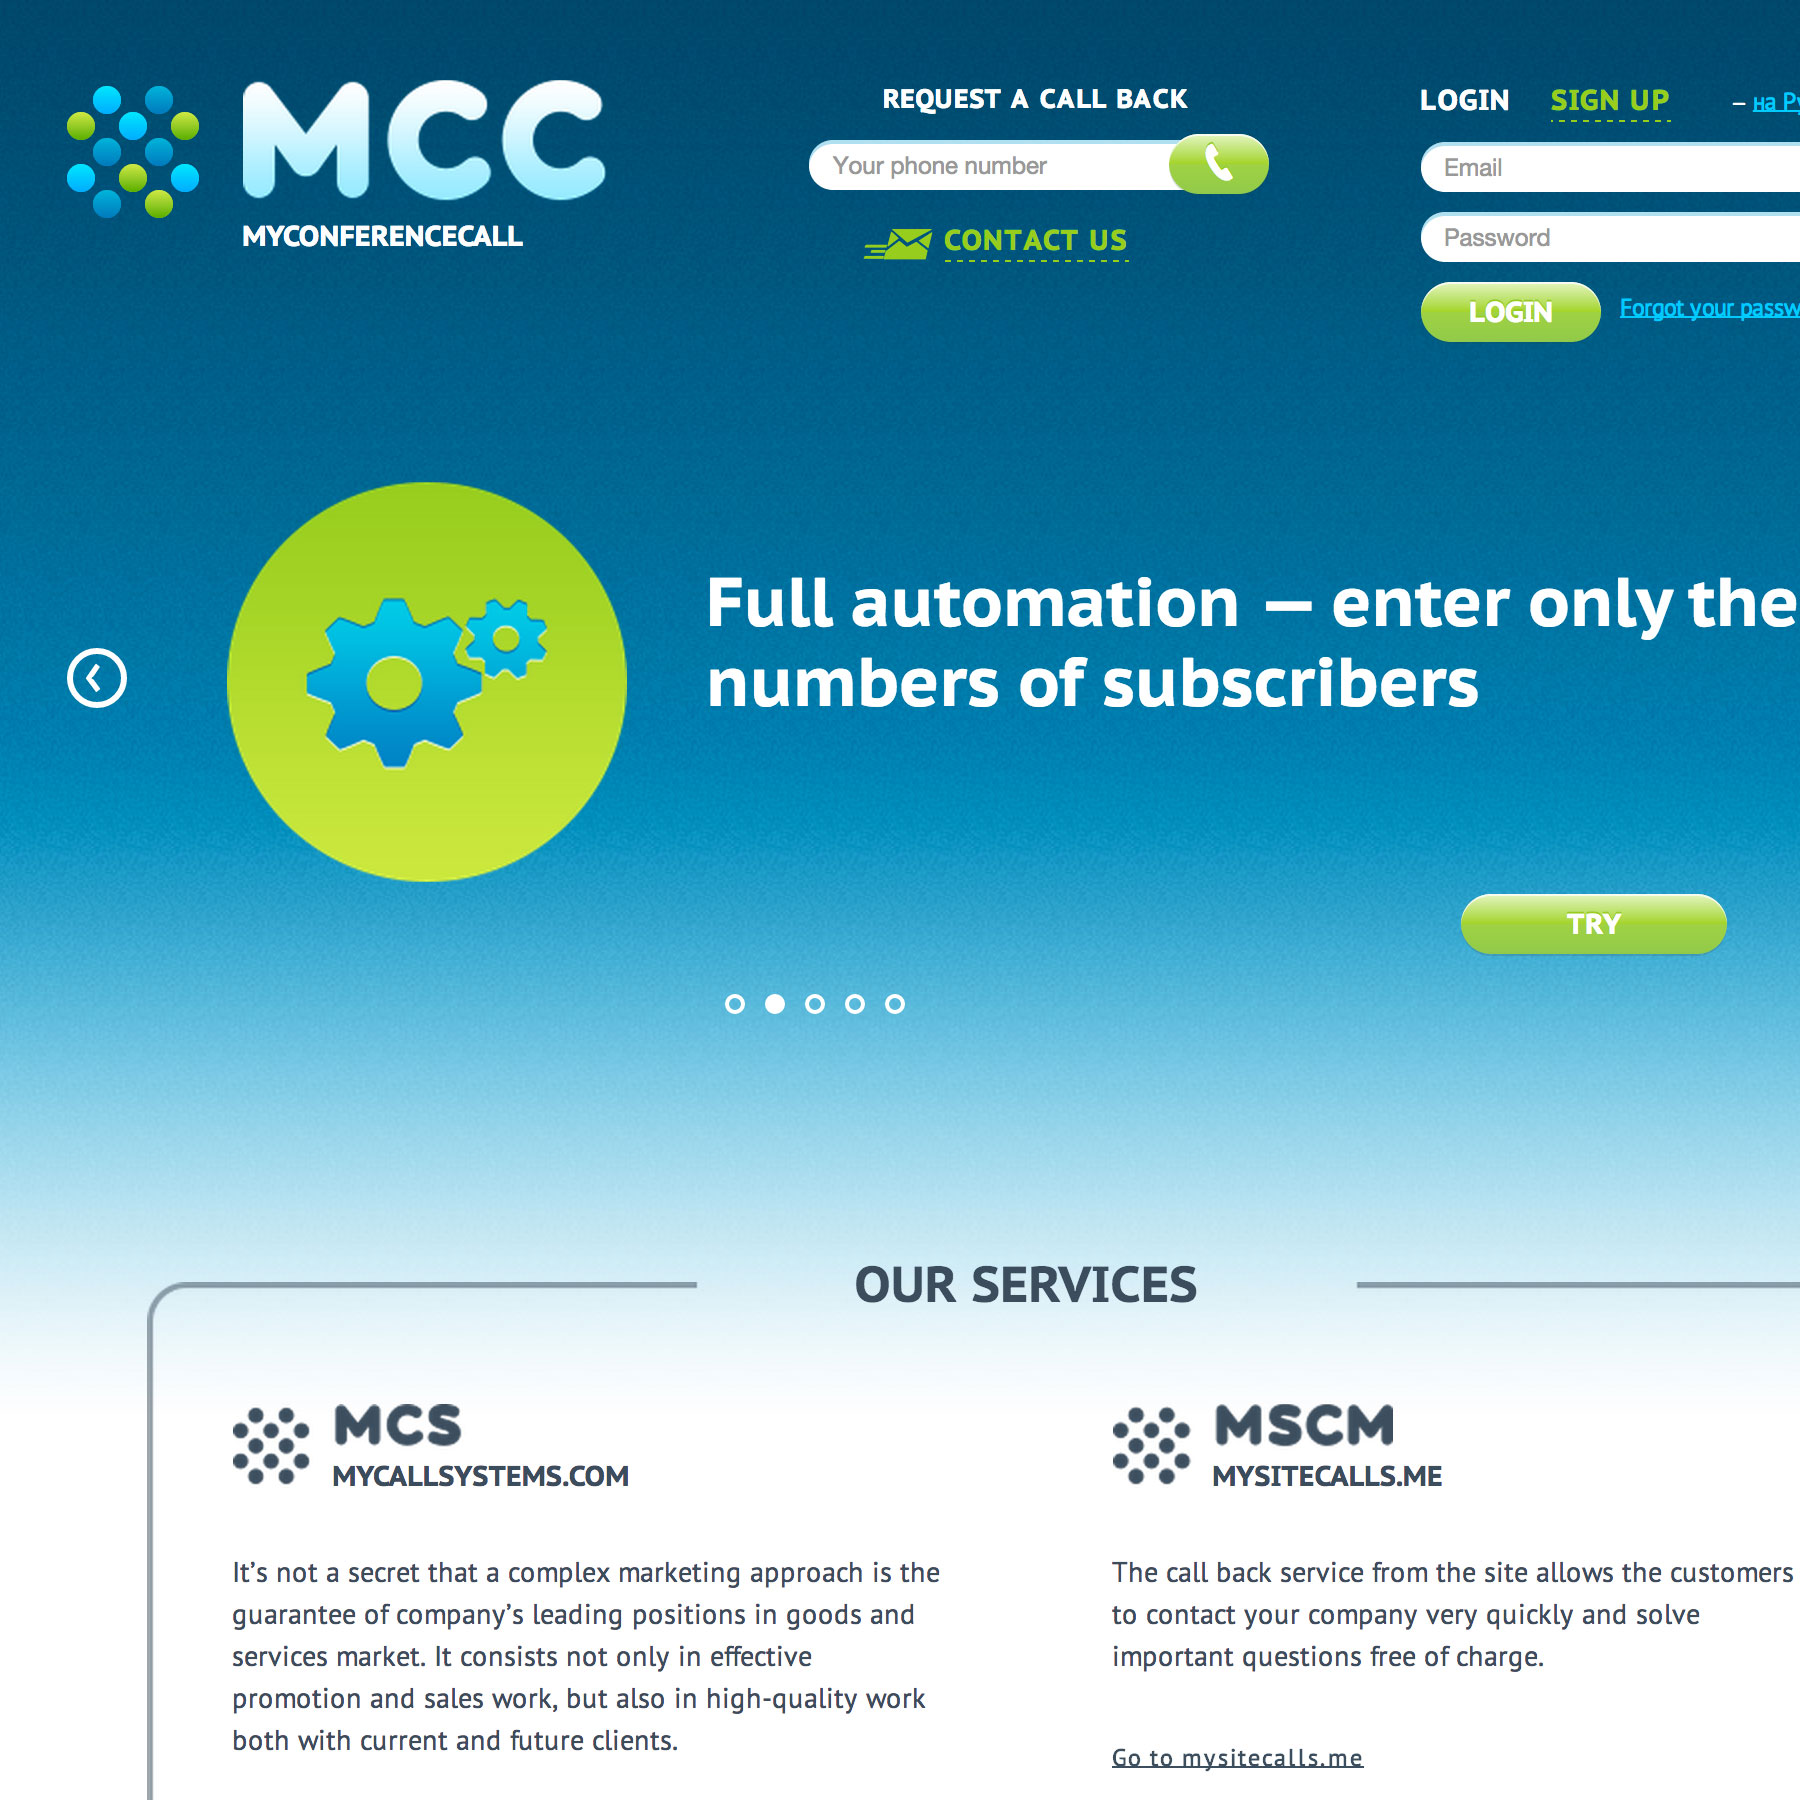 MCC
MYCONFERENCECALL
REQUEST A CALL BACK
Your phone number
CONTACT US
LOGIN SIGN UP – на
Email
Password
LOGIN Forgot your
Full automation — enter only the
numbers of subscribers
TRY
OUR SERVICES
MCS
MYCALLSYSTEMS.COM
It’s not a secret that a complex marketing approach is the
guarantee of company’s leading positions in goods and
services market. It consists not only in effective
promotion and sales work, but also in high-quality work
both with current and future clients.
MSCM
MYSITECALLS.ME
The call back service from the site allows the customers
to contact your company very quickly and solve
important questions free of charge.
Go to mysitecalls.me